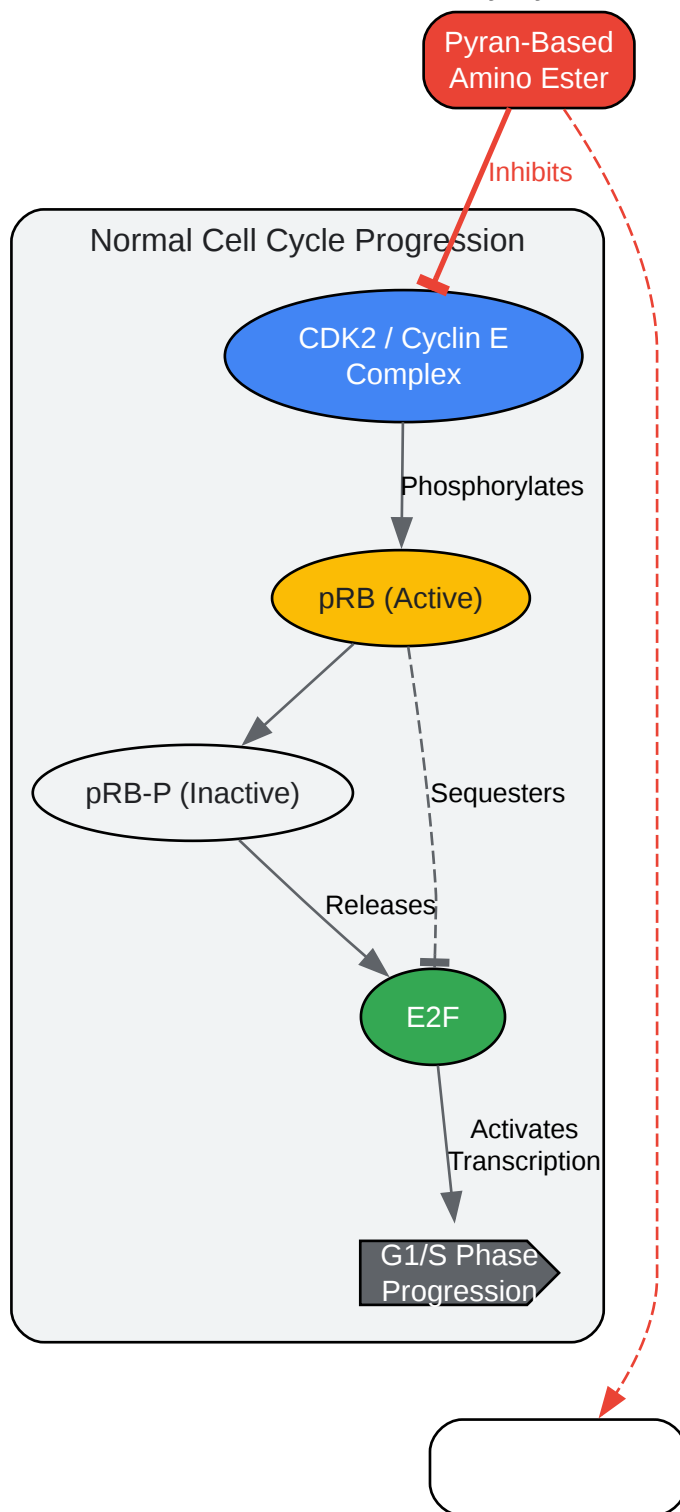 Pyran-Based
Amino Ester
Inhibits
Normal Cell Cycle Progression
CDK2 / Cyclin E
Complex
Phosphorylates
pRB (Active)
pRB-P (Inactive)
Sequesters
Releases
E2F
Activates
Transcription
G1/S Phase
Progression